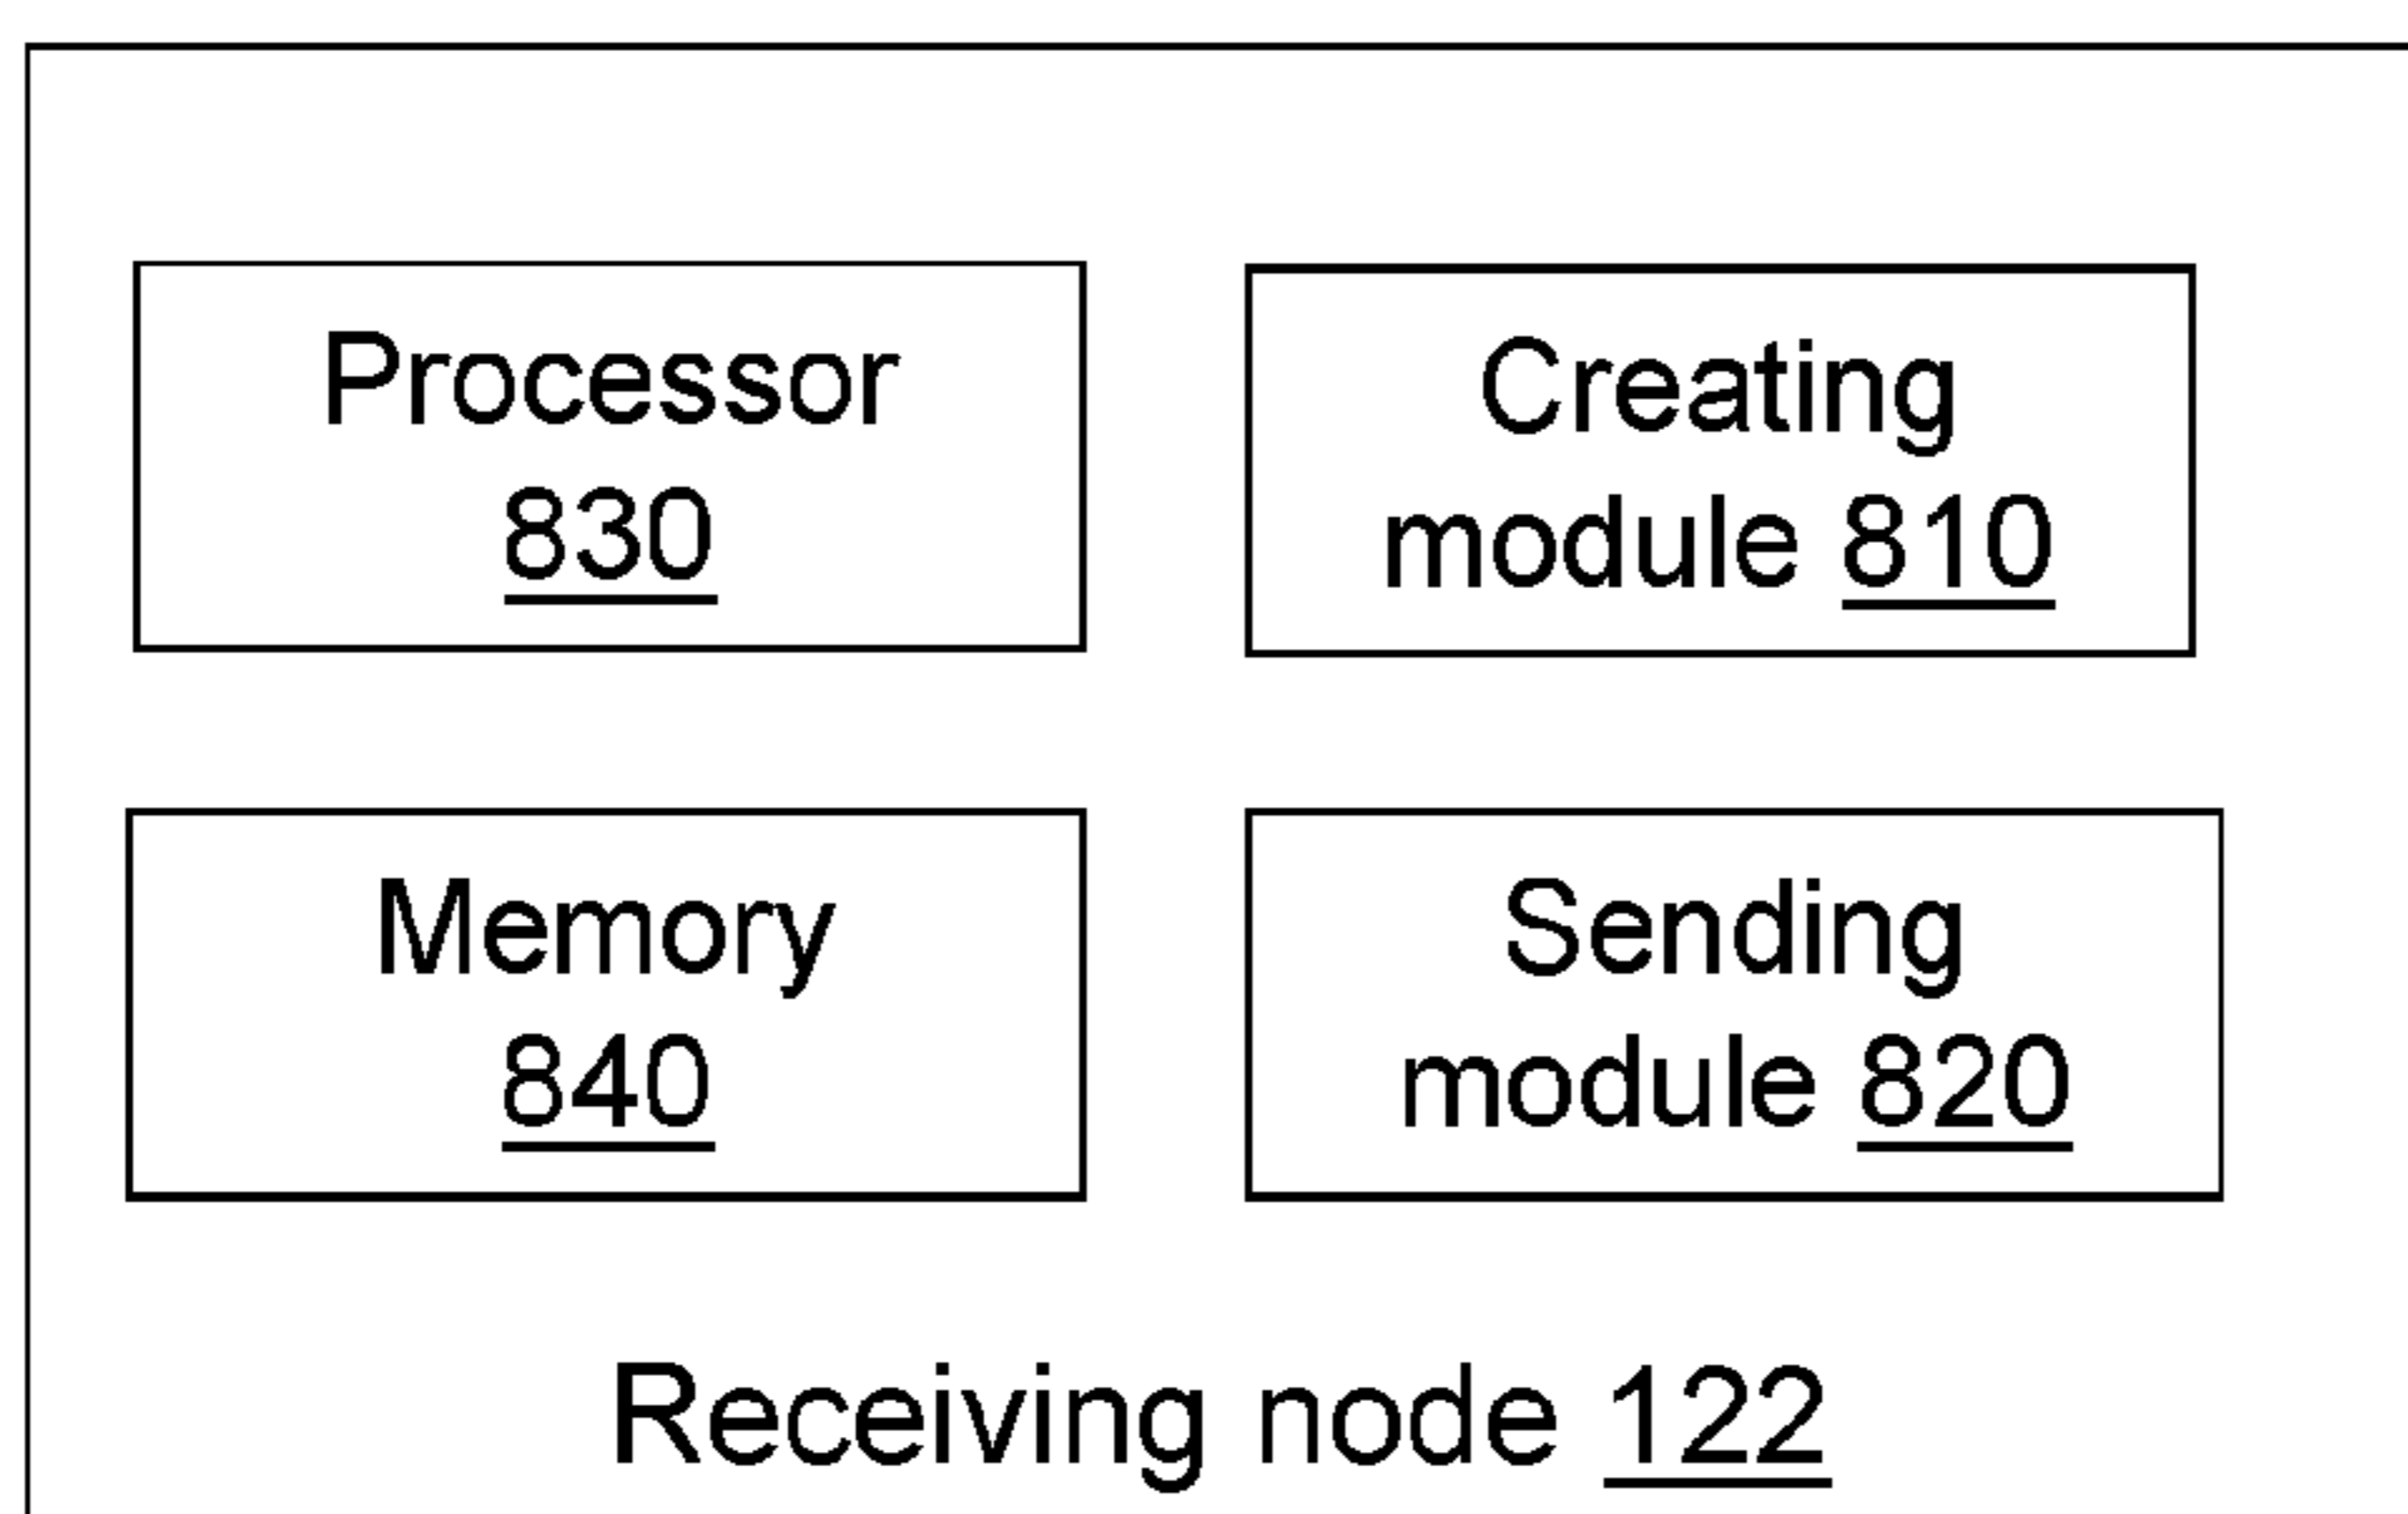 Processor
830
Creating
module 810
Memory
840
Sending
module 820
Receiving node 122